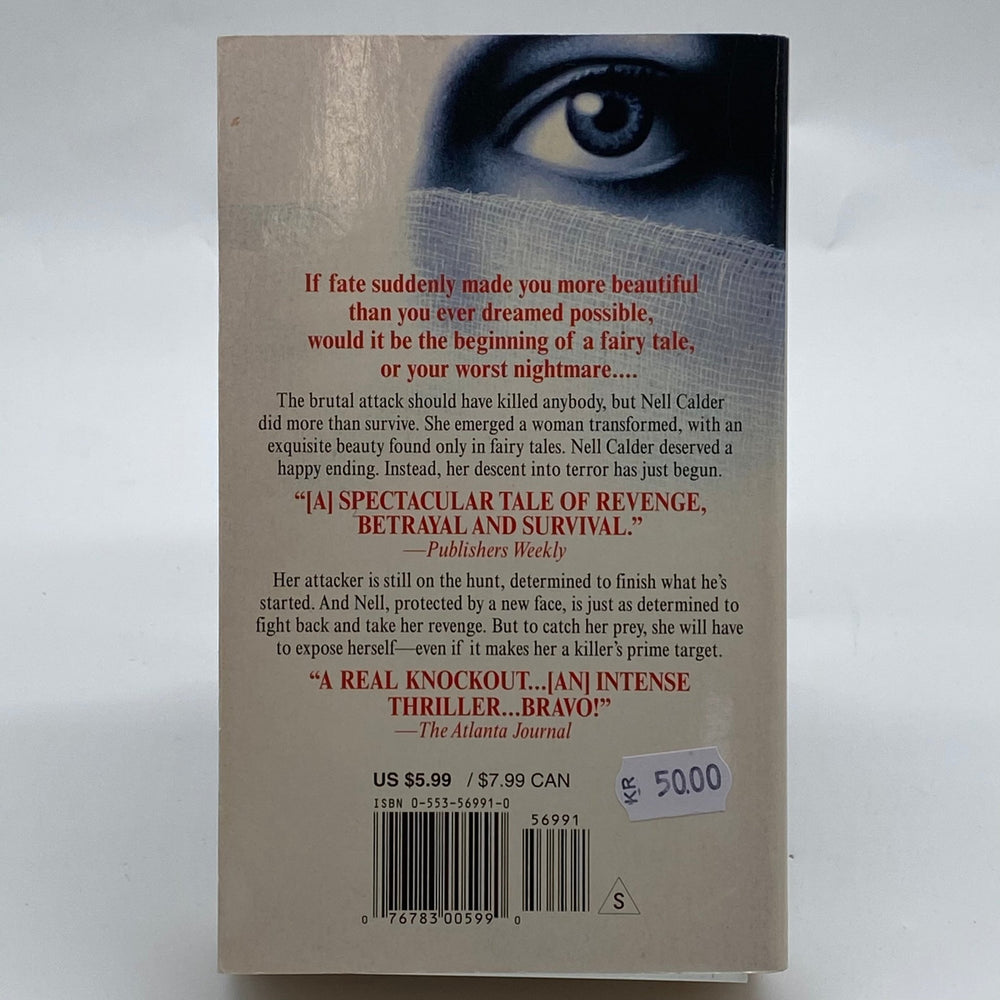 If fate suddenly made you more beautiful
than you ever dreamed possible,
would it be the beginning of a fairy tale,
or your worst nightmare....
The brutal attack should have killed anybody, but Nell Calder
did more than survive. She emerged a woman transformed, with an
exquisite beauty found only in fairy tales. Nell Calder deserved a
happy ending. Instead, her descent into terror has just begun.
“[A] SPECTACULAR TALE OF REVENGE,
BETRAYAL AND SURVIVAL.”
—Publishers Weekly
Her attacker is still on the hunt, determined to finish what he’s
started. And Nell, protected by a new face, is just as determined to
fight back and take her revenge. But to catch her prey, she will have
to expose herself—even if it makes her a killer’s prime target.
“A REAL KNOCKOUT...[AN] INTENSE
THRILLER...BRAVO!”
—The Atlanta Journal
KR 50.00
US $5.99 / $7.99 CAN
ISBN 0-553-56991-0
56991
0 76783 00599 0
S